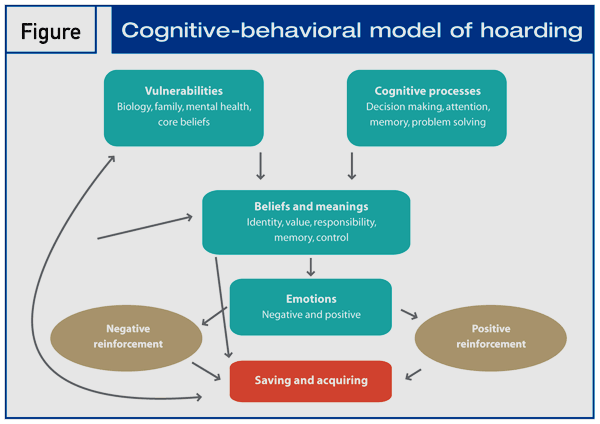 Figure
Cognitive-behavioral model of hoarding
Vulnerabilities
Biology, family, mental health,
core beliefs
Cognitive processes
Decision making, attention,
memory, problem solving
Beliefs and meanings
Identity, value, responsibility,
memory, control
Emotions
Negative and positive
Negative
reinforcement
Positive
reinforcement
Saving and acquiring